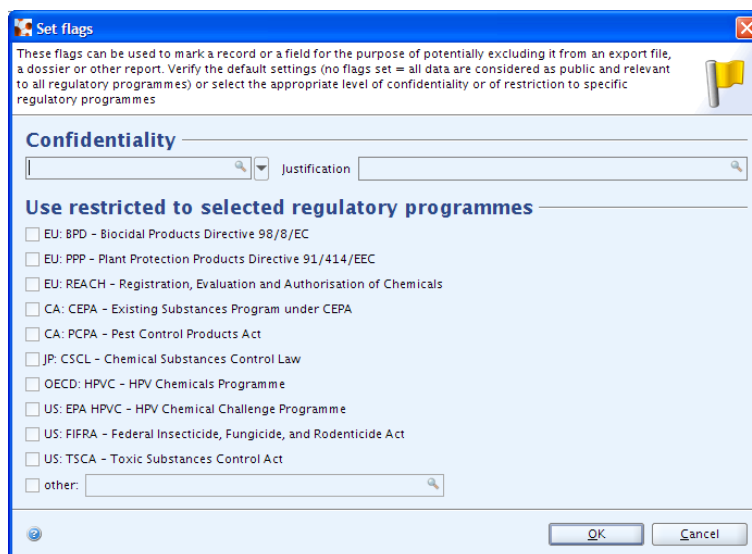 Set flags
These flags can be used to mark a record or a field for the purpose of potentially excluding it from an export file,
a dossier or other report. Verify the default settings (no flags set = all data are considered as public and relevant
to all regulatory programmes) or select the appropriate level of confidentiality or of restriction to specific
regulatory programmes
Confidentiality
Justification
Use restricted to selected regulatory programmes
EU: BPD - Biocidal Products Directive 98/8/EC
EU: PPP - Plant Protection Products Directive 91/414/EEC
EU: REACH - Registration, Evaluation and Authorisation of Chemicals
CA: CEPA - Existing Substances Program under CEPA
CA: PCPA - Pest Control Products Act
JP: CSCL - Chemical Substances Control Law
OECD: HPVC - HPV Chemicals Programme
US: EPA HPVC - HPV Chemical Challenge Programme
US: FIFRA - Federal Insecticide, Fungicide, and Rodenticide Act
US: TSCA - Toxic Substances Control Act
other:
OK Cancel